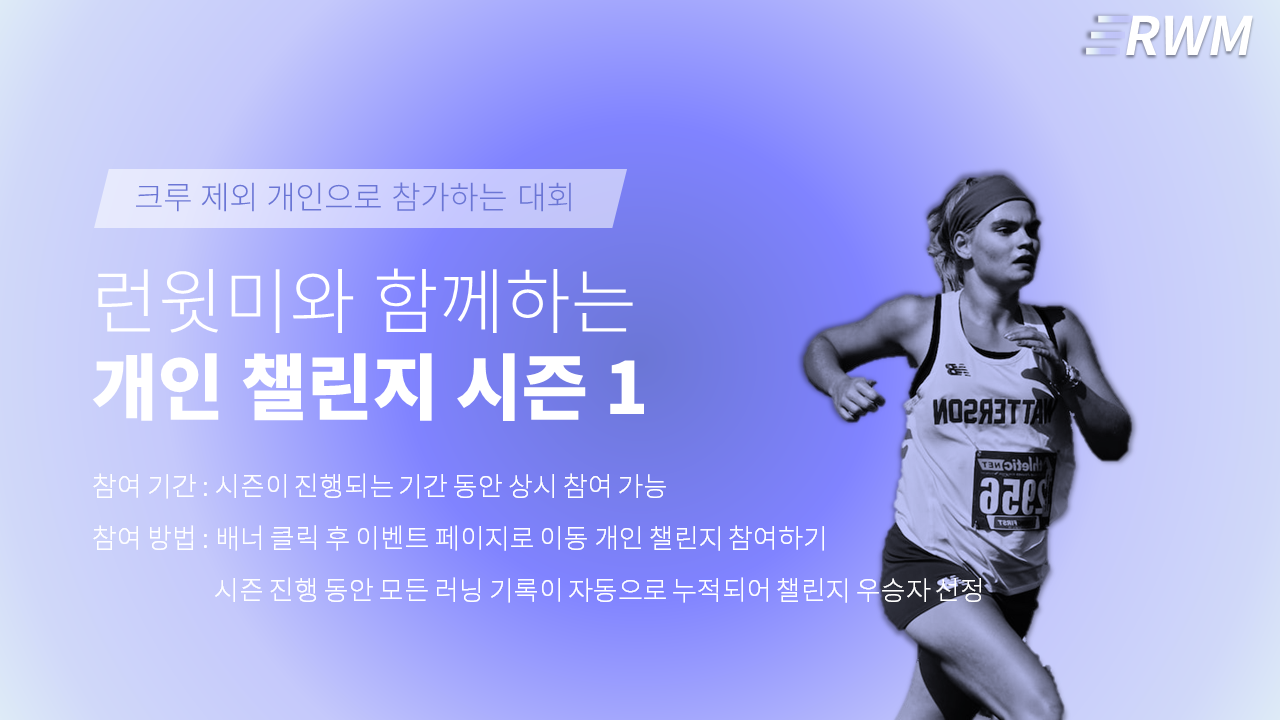 RWM
크루 제외 개인으로 참가하는 대회
런윗미와 함께하는
개인 챌린지 시즌 1
참여 기간 : 시즌이 진행되는 기간 동안 상시 참여 가능
참여 방법 : 배너 클릭 후 이벤트 페이지로 이동 개인 챌린지 참여하기
시즌 진행 동안 모든 러닝 기록이 자동으로 누적되어 챌린지 우승자 선정
WATTERSON
athletic NET
2956
FIRST